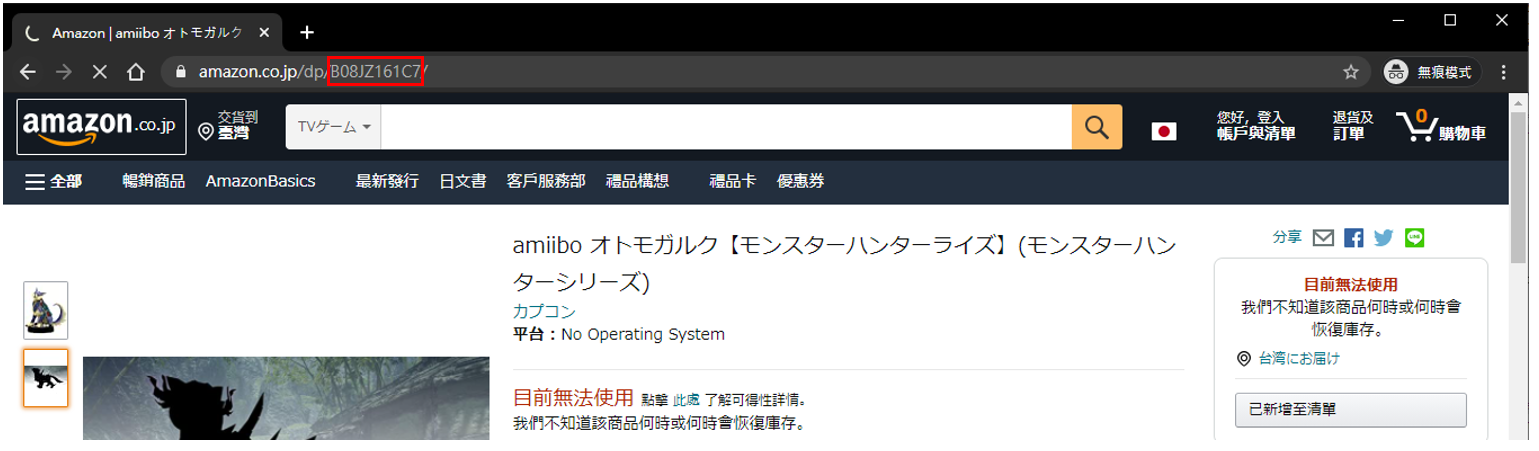 Amazon | amiibo オトモガルク
amazon.co.jp/dp/B08JZ161C7/
無痕模式
amazon.co.jp
交貨到
臺灣
TVゲーム
您好, 登入
帳戶與清單
退貨及
訂單
0
購物車
全部 暢銷商品 AmazonBasics 最新發行 日文書 客戶服務部 禮品構想 禮品卡 優惠券
amiibo オトモガルク【モンスターハンターライズ】(モンスターハン
ターシリーズ)
カプコン
平台：No Operating System
目前無法使用 點擊 此處 了解可得性詳情。
我們不知道該商品何時或何時會恢復庫存。
分享
LINE
目前無法使用
我們不知道該商品何時或何時會
恢復庫存。
台湾にお届け
已新增至清單